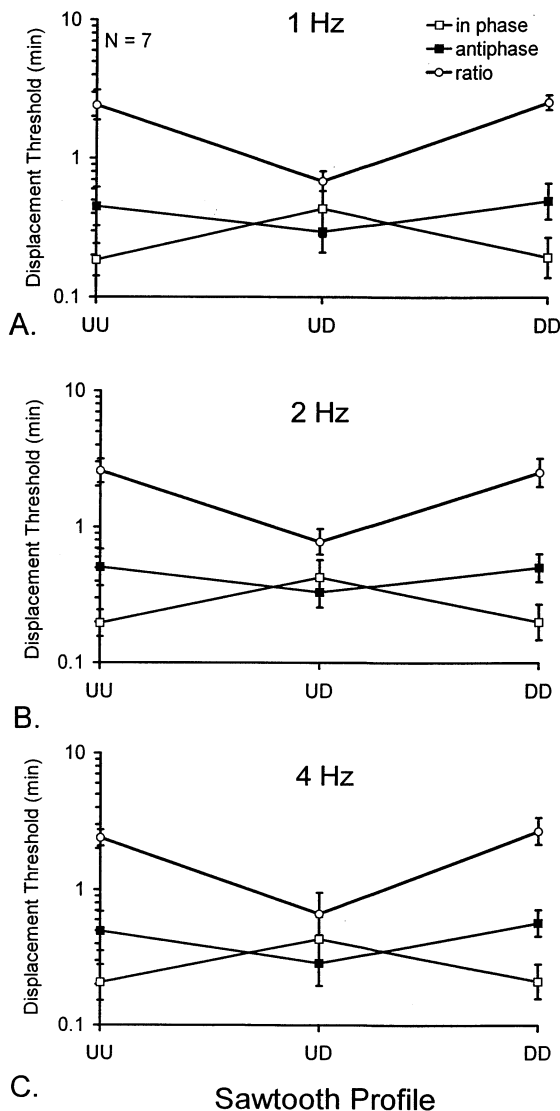 10
1 Hz
N = 7
in phase
antiphase
ratio
Displacement Threshold (min)
1
0.1
UU UD DD
A.
10
2 Hz
Displacement Threshold (min)
1
0.1
UU UD DD
B.
10
4 Hz
Displacement Threshold (min)
1
0.1
UU UD DD
C.
Sawtooth Profile